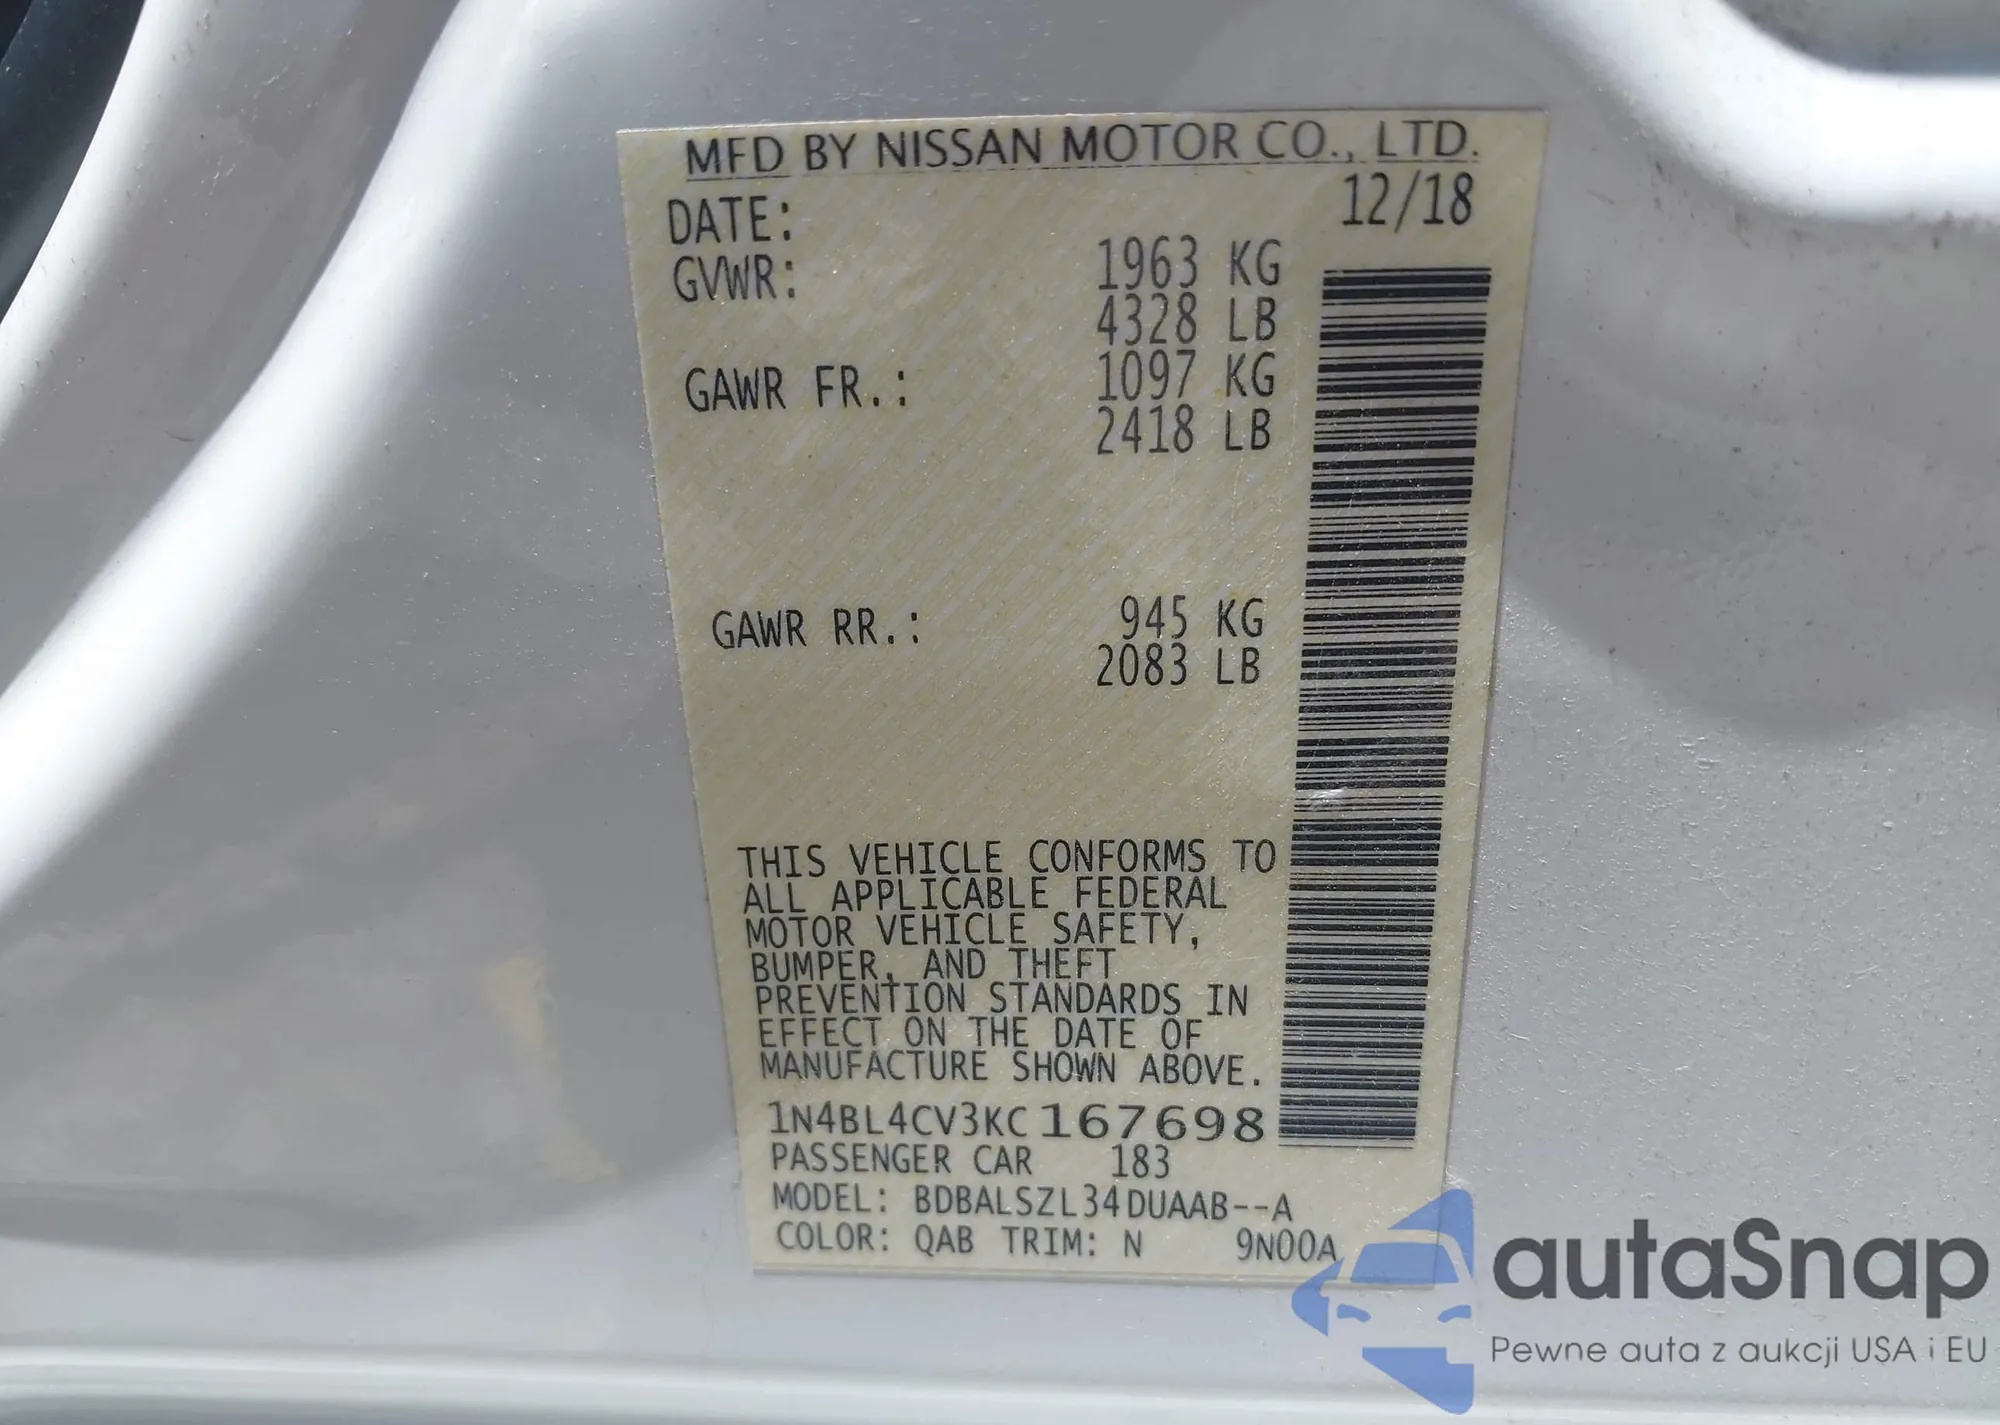 MFD BY NISSAN MOTOR CO., LTD.
DATE: 12/18
GVWR: 1963 KG
4328 LB
GAWR FR.: 1097 KG
2418 LB
GAWR RR.: 945 KG
2083 LB
THIS VEHICLE CONFORMS TO
ALL APPLICABLE FEDERAL
MOTOR VEHICLE SAFETY,
BUMPER, AND THEFT
PREVENTION STANDARDS IN
EFFECT ON THE DATE OF
MANUFACTURE SHOWN ABOVE.
1N4BL4CV3KC167698
PASSENGER CAR 183
MODEL: BDBALSZL34DUAAB--A
COLOR: QAB TRIM: N 9N00A
autaSnap
Pewne auta z aukcji USA i EU